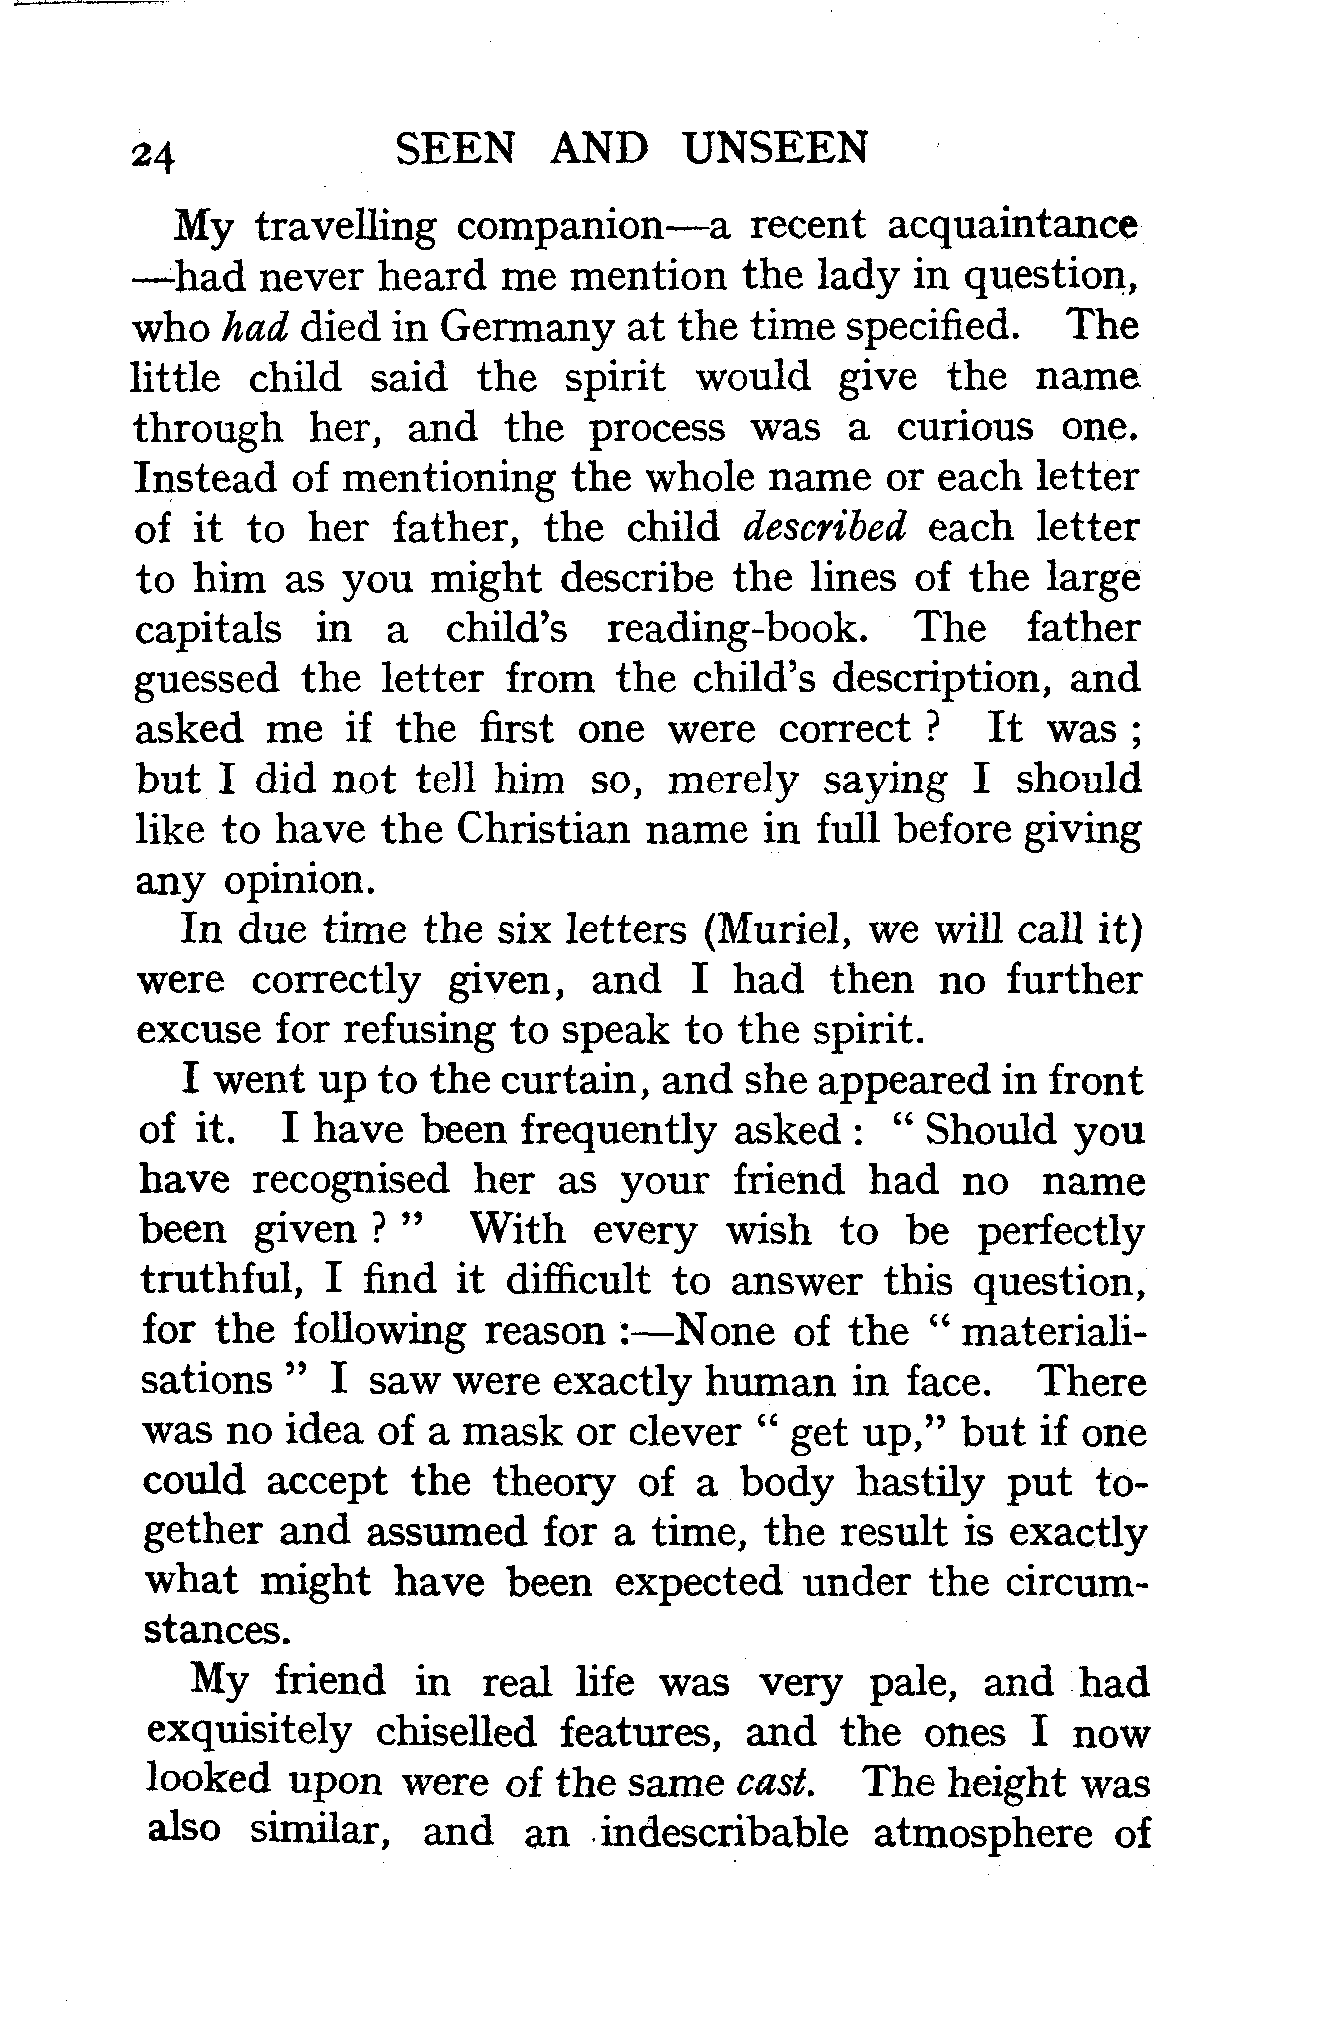 24 SEEN AND UNSEEN
My travelling companion—a recent acquaintance
—had never heard me mention the lady in question,
who had died in Germany at the time specified. The
little child said the spirit would give the name
through her, and the process was a curious one.
Instead of mentioning the whole name or each letter
of it to her father, the child described each letter
to him as you might describe the lines of the large
capitals in a child's reading-book. The father
guessed the letter from the child's description, and
asked me if the first one were correct ? It was ;
but I did not tell him so, merely saying I should
like to have the Christian name in full before giving
any opinion.
In due time the six letters (Muriel, we will call it)
were correctly given, and I had then no further
excuse for refusing to speak to the spirit.
I went up to the curtain, and she appeared in front
of it. I have been frequently asked : “ Should you
have recognised her as your friend had no name
been given ? ” With every wish to be perfectly
truthful, I find it difficult to answer this question,
for the following reason :—None of the “ materiali-
sations ” I saw were exactly human in face. There
was no idea of a mask or clever “ get up,” but if one
could accept the theory of a body hastily put to-
gether and assumed for a time, the result is exactly
what might have been expected under the circum-
stances.
My friend in real life was very pale, and had
exquisitely chiselled features, and the ones I now
looked upon were of the same cast. The height was
also similar, and an indescribable atmosphere of